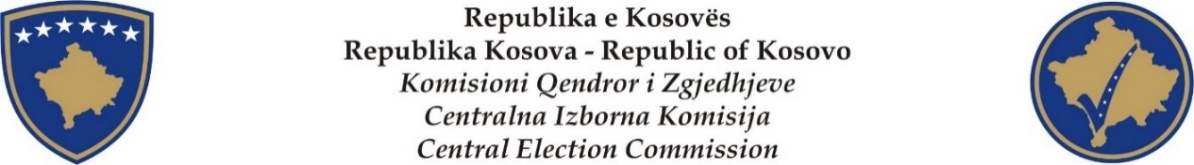 Republika e Kosovës
Republika Kosova - Republic of Kosovo
Komisioni Qendror i Zgjedhjeve
Centralna Izborna Komisija
Central Election Commission